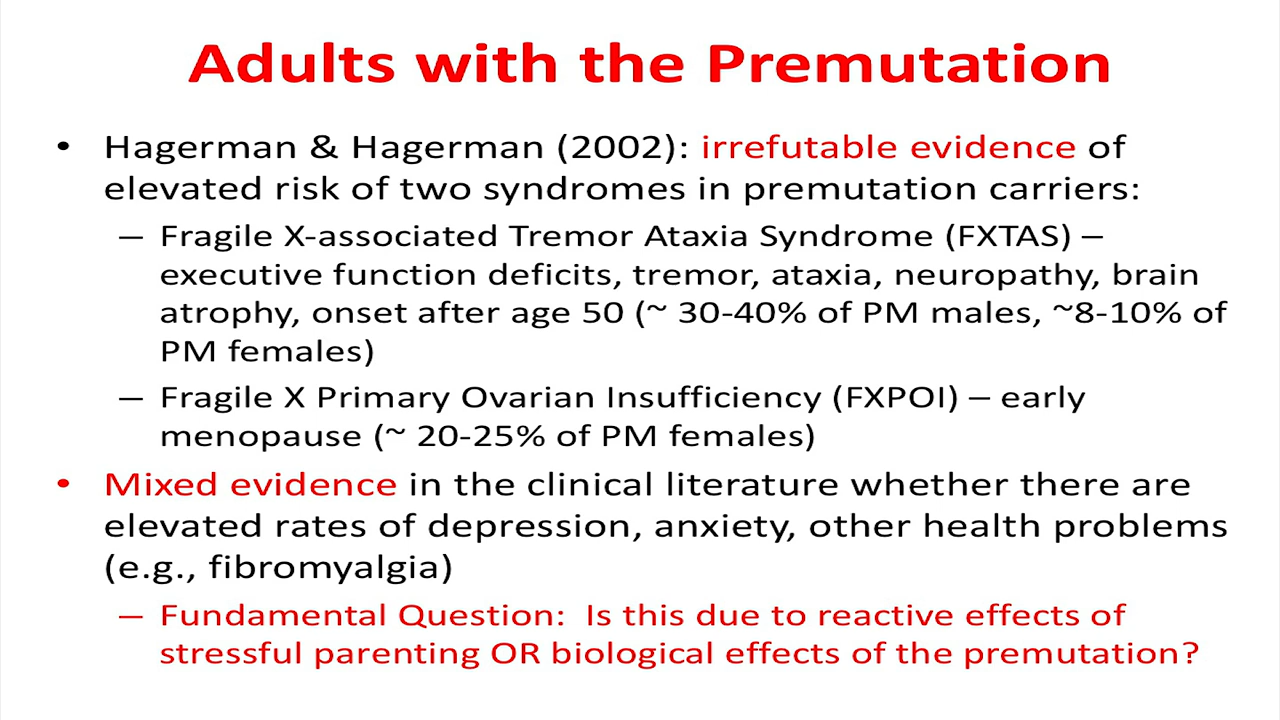 Adults with the Premutation
• Hagerman & Hagerman (2002): irrefutable evidence of
elevated risk of two syndromes in premutation carriers:
– Fragile X-associated Tremor Ataxia Syndrome (FXTAS) –
executive function deficits, tremor, ataxia, neuropathy, brain
atrophy, onset after age 50 (~ 30-40% of PM males, ~8-10% of
PM females)
– Fragile X Primary Ovarian Insufficiency (FXPOI) – early
menopause (~ 20-25% of PM females)
• Mixed evidence in the clinical literature whether there are
elevated rates of depression, anxiety, other health problems
(e.g., fibromyalgia)
– Fundamental Question: Is this due to reactive effects of
stressful parenting OR biological effects of the premutation?